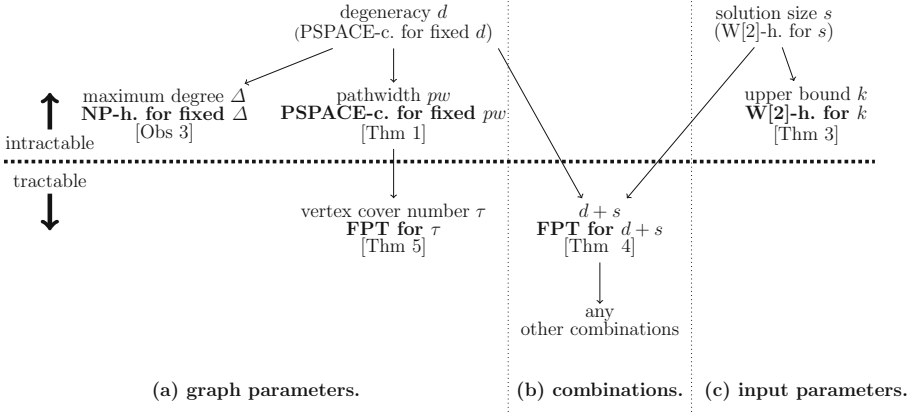 degeneracy d
(PSPACE-c. for fixed d)
solution size s
(W[2]-h. for s)
maximum degree Δ
NP-h. for fixed Δ
[Obs 3]
pathwidth pw
PSPACE-c. for fixed pw
[Thm 1]
upper bound k
W[2]-h. for k
[Thm 3]
intractable
tractable
vertex cover number τ
FPT for τ
[Thm 5]
d + s
FPT for d + s
[Thm 4]
any
other combinations
(a) graph parameters.
(b) combinations.
(c) input parameters.